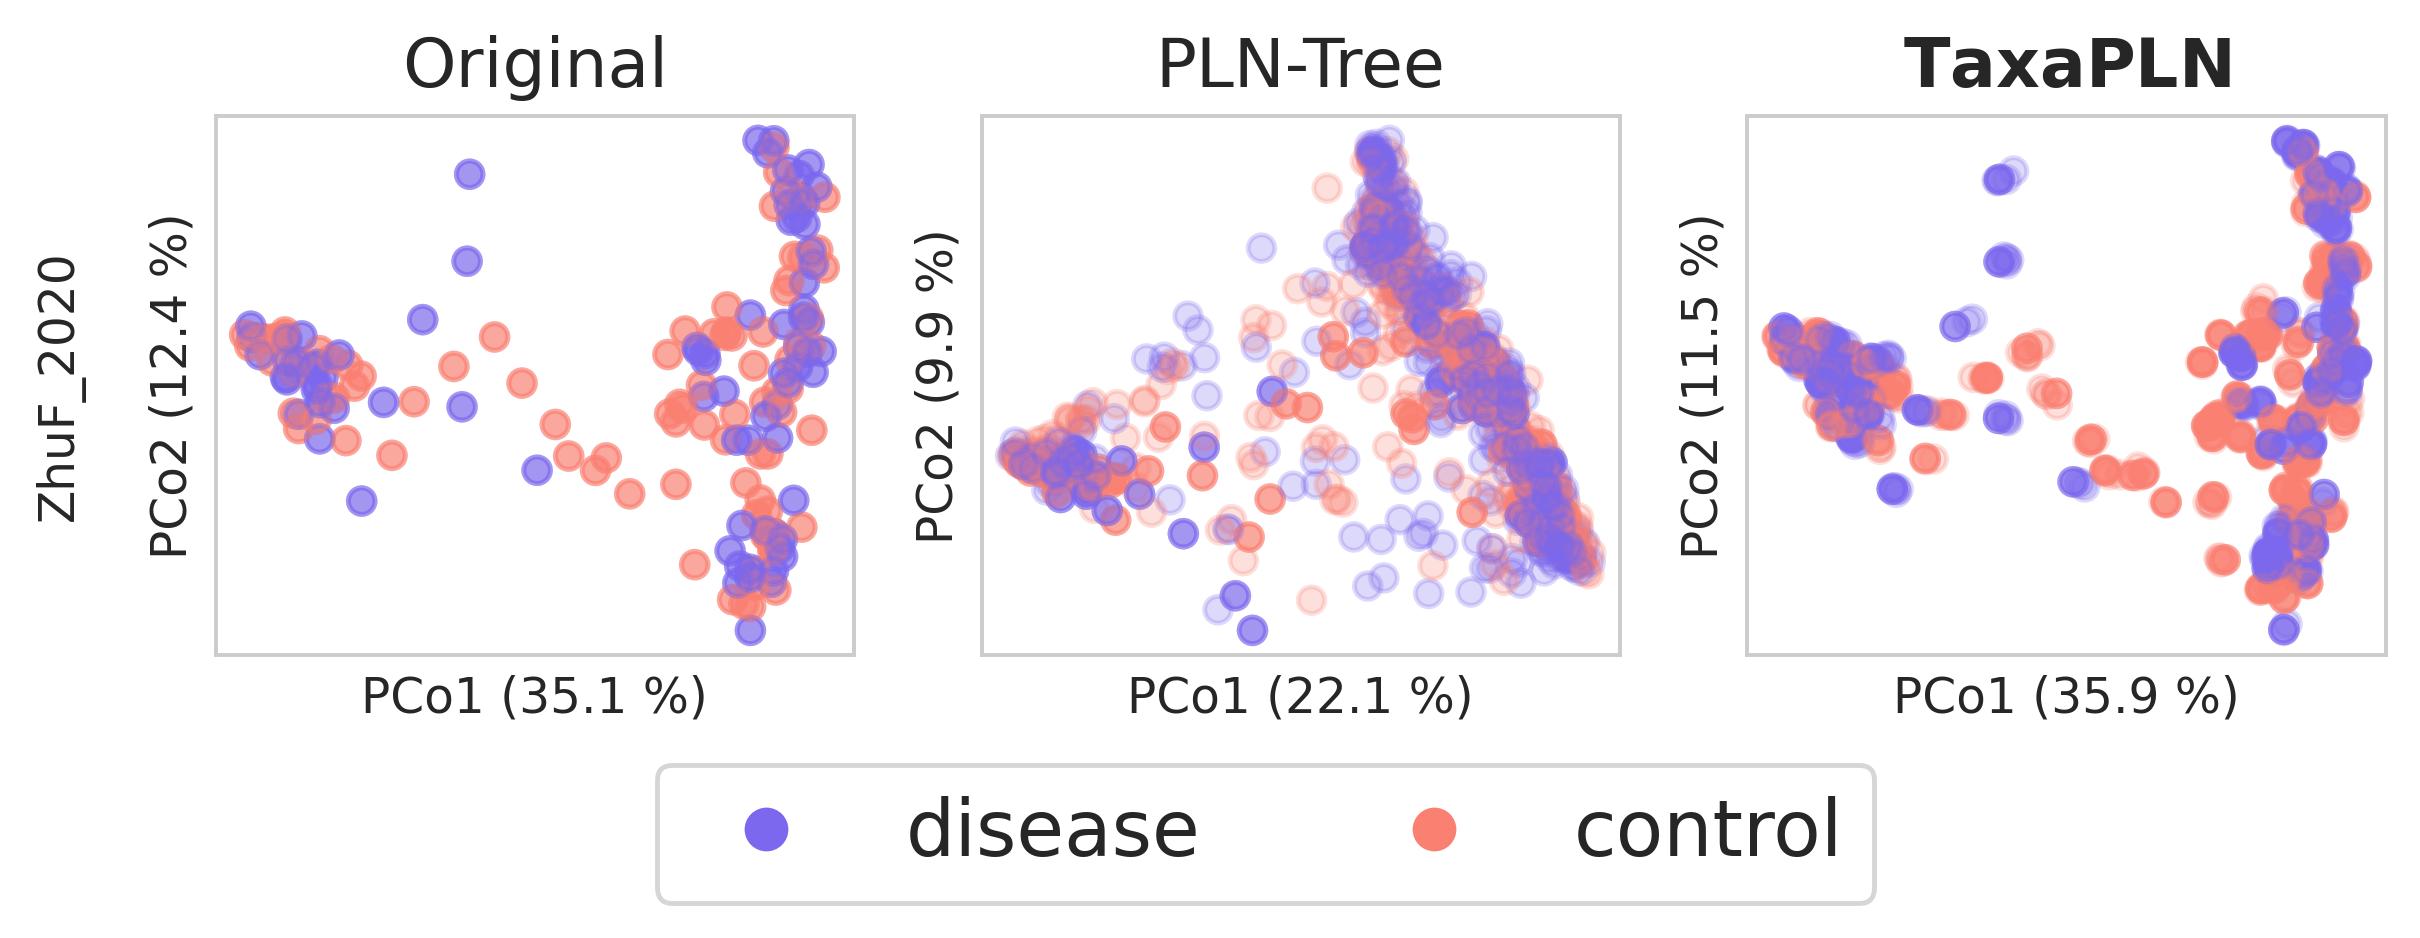 Original
PLN-Tree
TaxaPLN
ZhuF_2020
PCo2 (12.4 %)
PCo2 (9.9 %)
PCo2 (11.5 %)
PCo1 (35.1 %)
PCo1 (22.1 %)
PCo1 (35.9 %)
disease
control